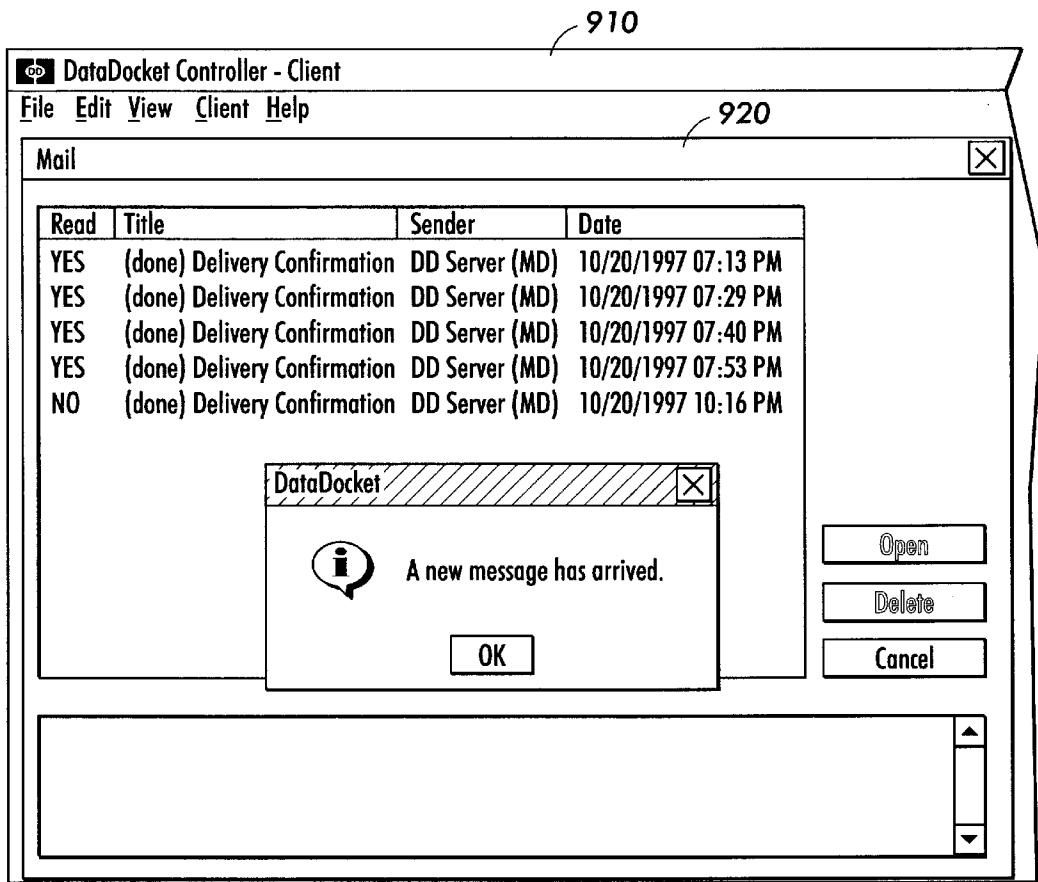 910
DD DataDocket Controller - Client
File Edit View Client Help
920
Mail
Read Title Sender Date
YES (done) Delivery Confirmation DD Server (MD) 10/20/1997 07:13 PM
YES (done) Delivery Confirmation DD Server (MD) 10/20/1997 07:29 PM
YES (done) Delivery Confirmation DD Server (MD) 10/20/1997 07:40 PM
YES (done) Delivery Confirmation DD Server (MD) 10/20/1997 07:53 PM
NO (done) Delivery Confirmation DD Server (MD) 10/20/1997 10:16 PM
DataDocket
i A new message has arrived.
OK
Open
Delete
Cancel